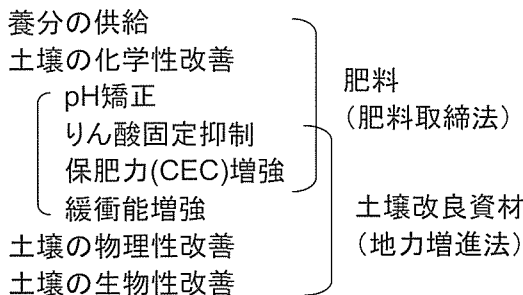 養分の供給
土壌の化学性改善
pH矯正
りん酸固定抑制
保肥力(CEC)増強
緩衝能増強
土壌の物理性改善
土壌の生物性改善
肥料
(肥料取締法)
土壌改良資材
(地力増進法)